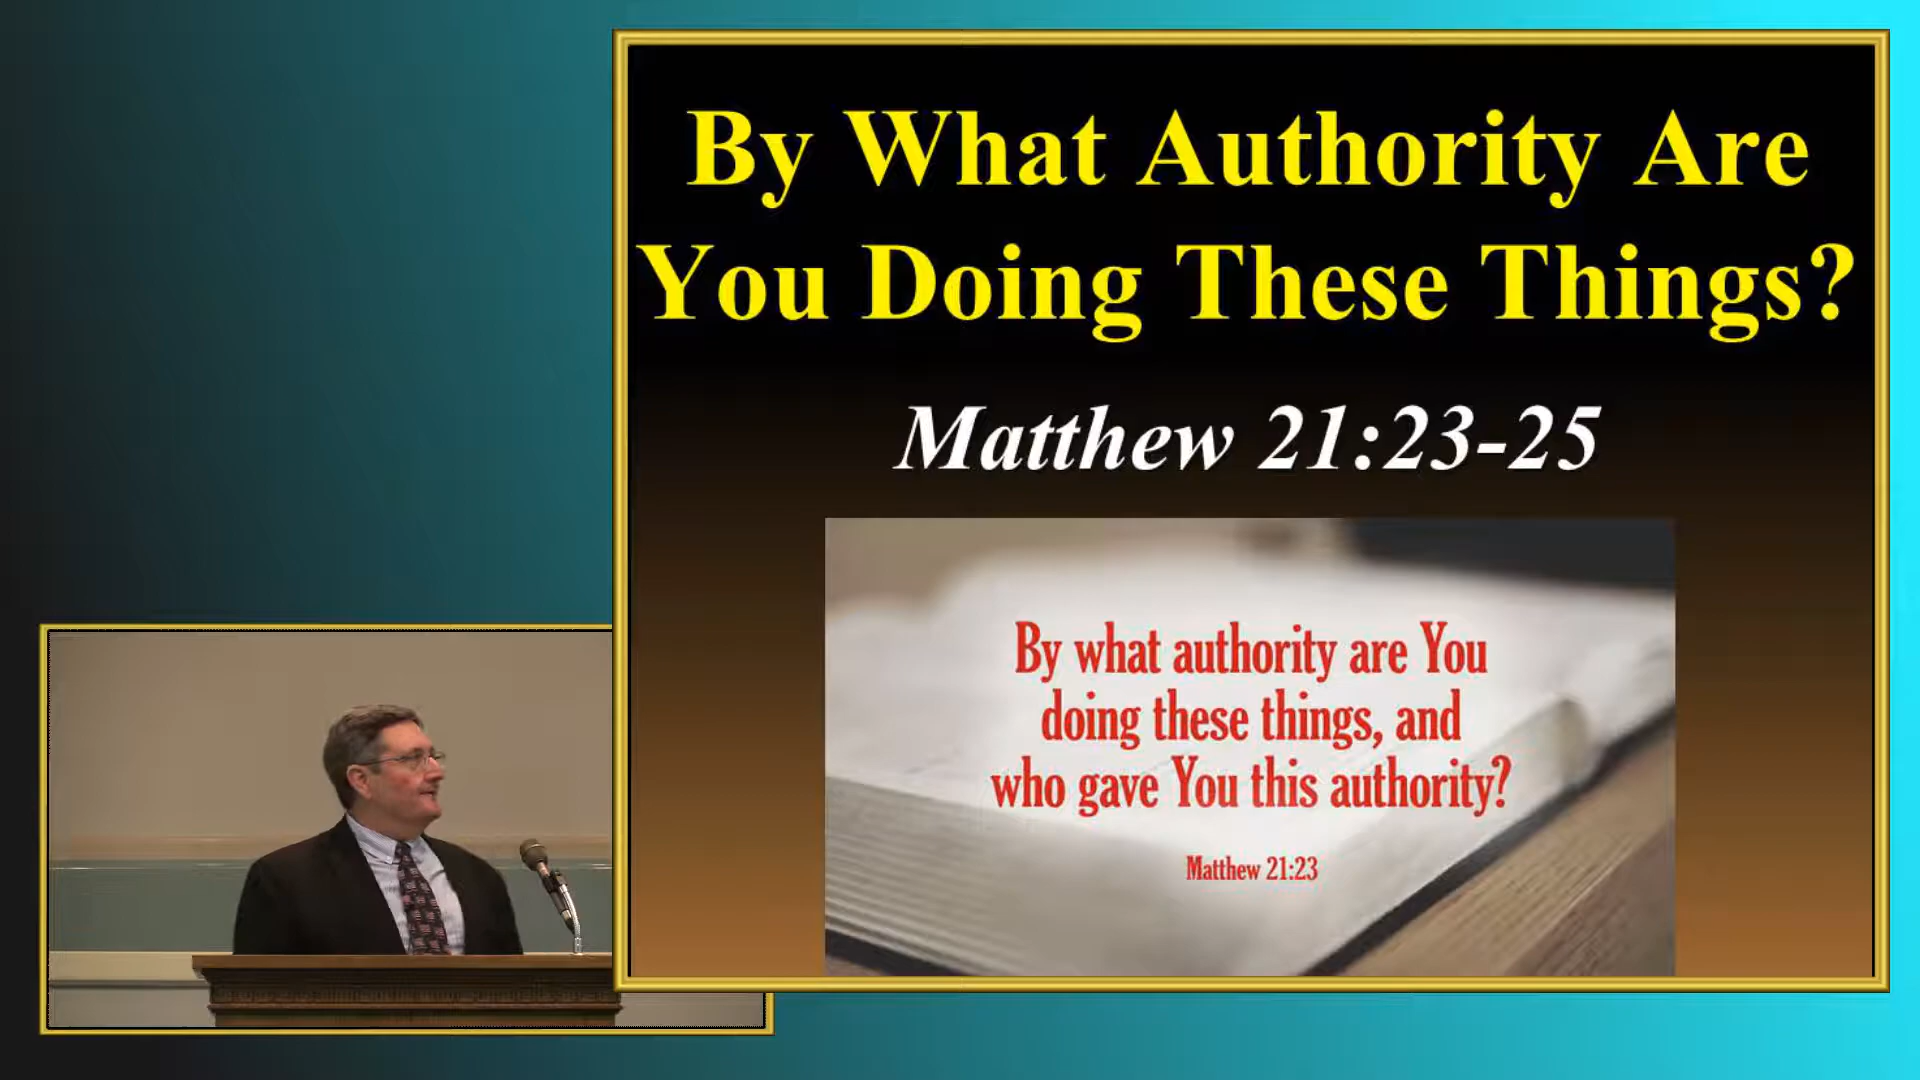 By What Authority Are
You Doing These Things?
Matthew 21:23-25
By what authority are You
doing these things, and
who gave You this authority?
Matthew 21:23